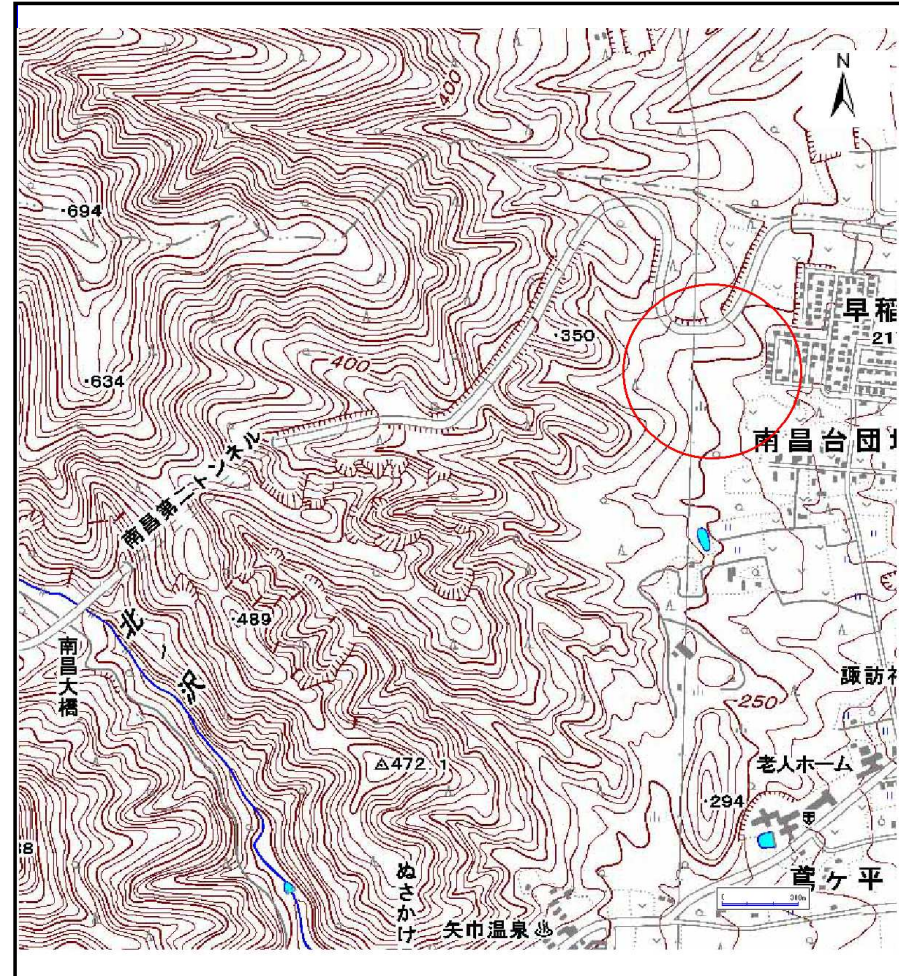 N
400
・694
・350
早稲
21
・634
400
南昌台団
南昌第二トンネル
・489
北ノ沢
南昌大橋
諏訪
250
472.1
老人ホーム
・294
ぬさかけ
鳶ヶ平
矢巾温泉